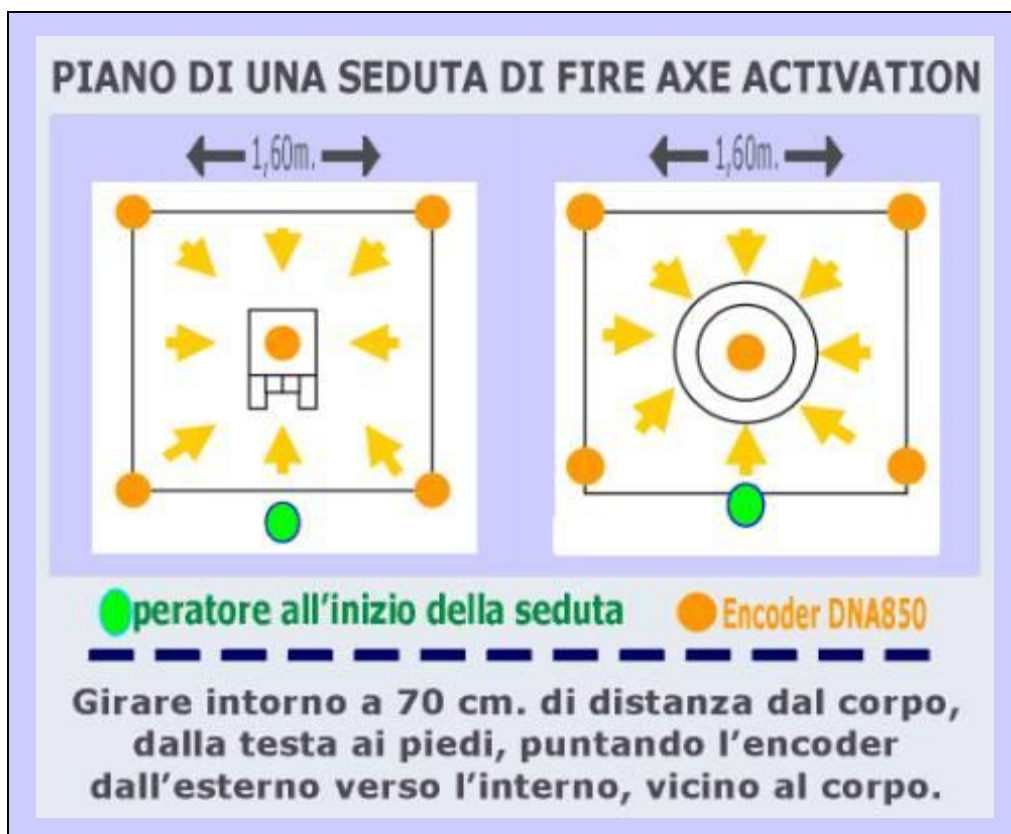 PIANO DI UNA SEDUTA DI FIRE AXE ACTIVATION
1,60m. 1,60m.
peratore all'inizio della seduta Encoder DNA850
Girare intorno a 70 cm. di distanza dal corpo,
dalla testa ai piedi, puntando l'encoder
dall'esterno verso l'interno, vicino al corpo.